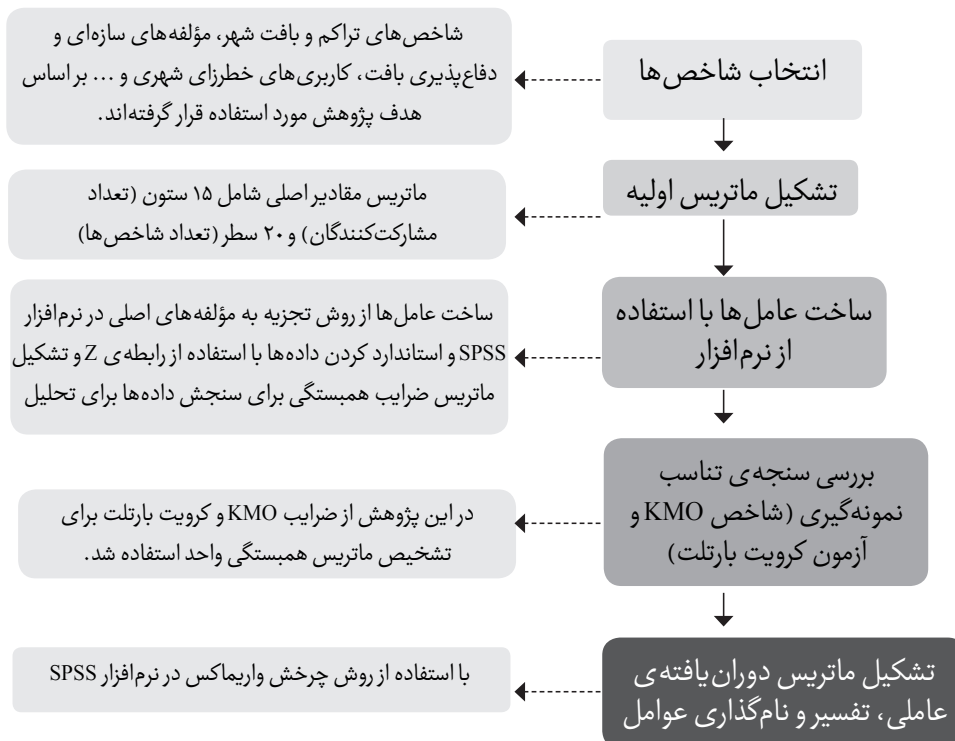 انتخاب شاخص‌ها
شاخص‌های تراکم و بافت شهر، مؤلفه‌های سازه‌ای و
دفاع‌پذیری بافت، کاربری‌های خطرزای شهری و ... بر اساس
هدف پژوهش مورد استفاده قرار گرفته‌اند.
تشکیل ماتریس اولیه
ماتریس مقادیر اصلی شامل ۱۵ ستون (تعداد
مشارکت‌کنندگان) و ۲۰ سطر (تعداد شاخص‌ها)
ساخت عامل‌ها با استفاده
از نرم‌افزار
ساخت عامل‌ها از روش تجزیه به مؤلفه‌های اصلی در نرم‌افزار
SPSS و استاندارد کردن داده‌ها با استفاده از رابطه‌ی Z و تشکیل
ماتریس ضرایب همبستگی برای سنجش داده‌ها برای تحلیل
بررسی سنجه‌ی تناسب
نمونه‌گیری (شاخص KMO و
آزمون کرویت بارتلت)
در این پژوهش از ضرایب KMO و کرویت بارتلت برای
تشخیص ماتریس همبستگی واحد استفاده شد.
تشکیل ماتریس دوران‌یافته‌ی
عاملی، تفسیر و نام‌گذاری عوامل
با استفاده از روش چرخش واریماکس در نرم‌افزار SPSS